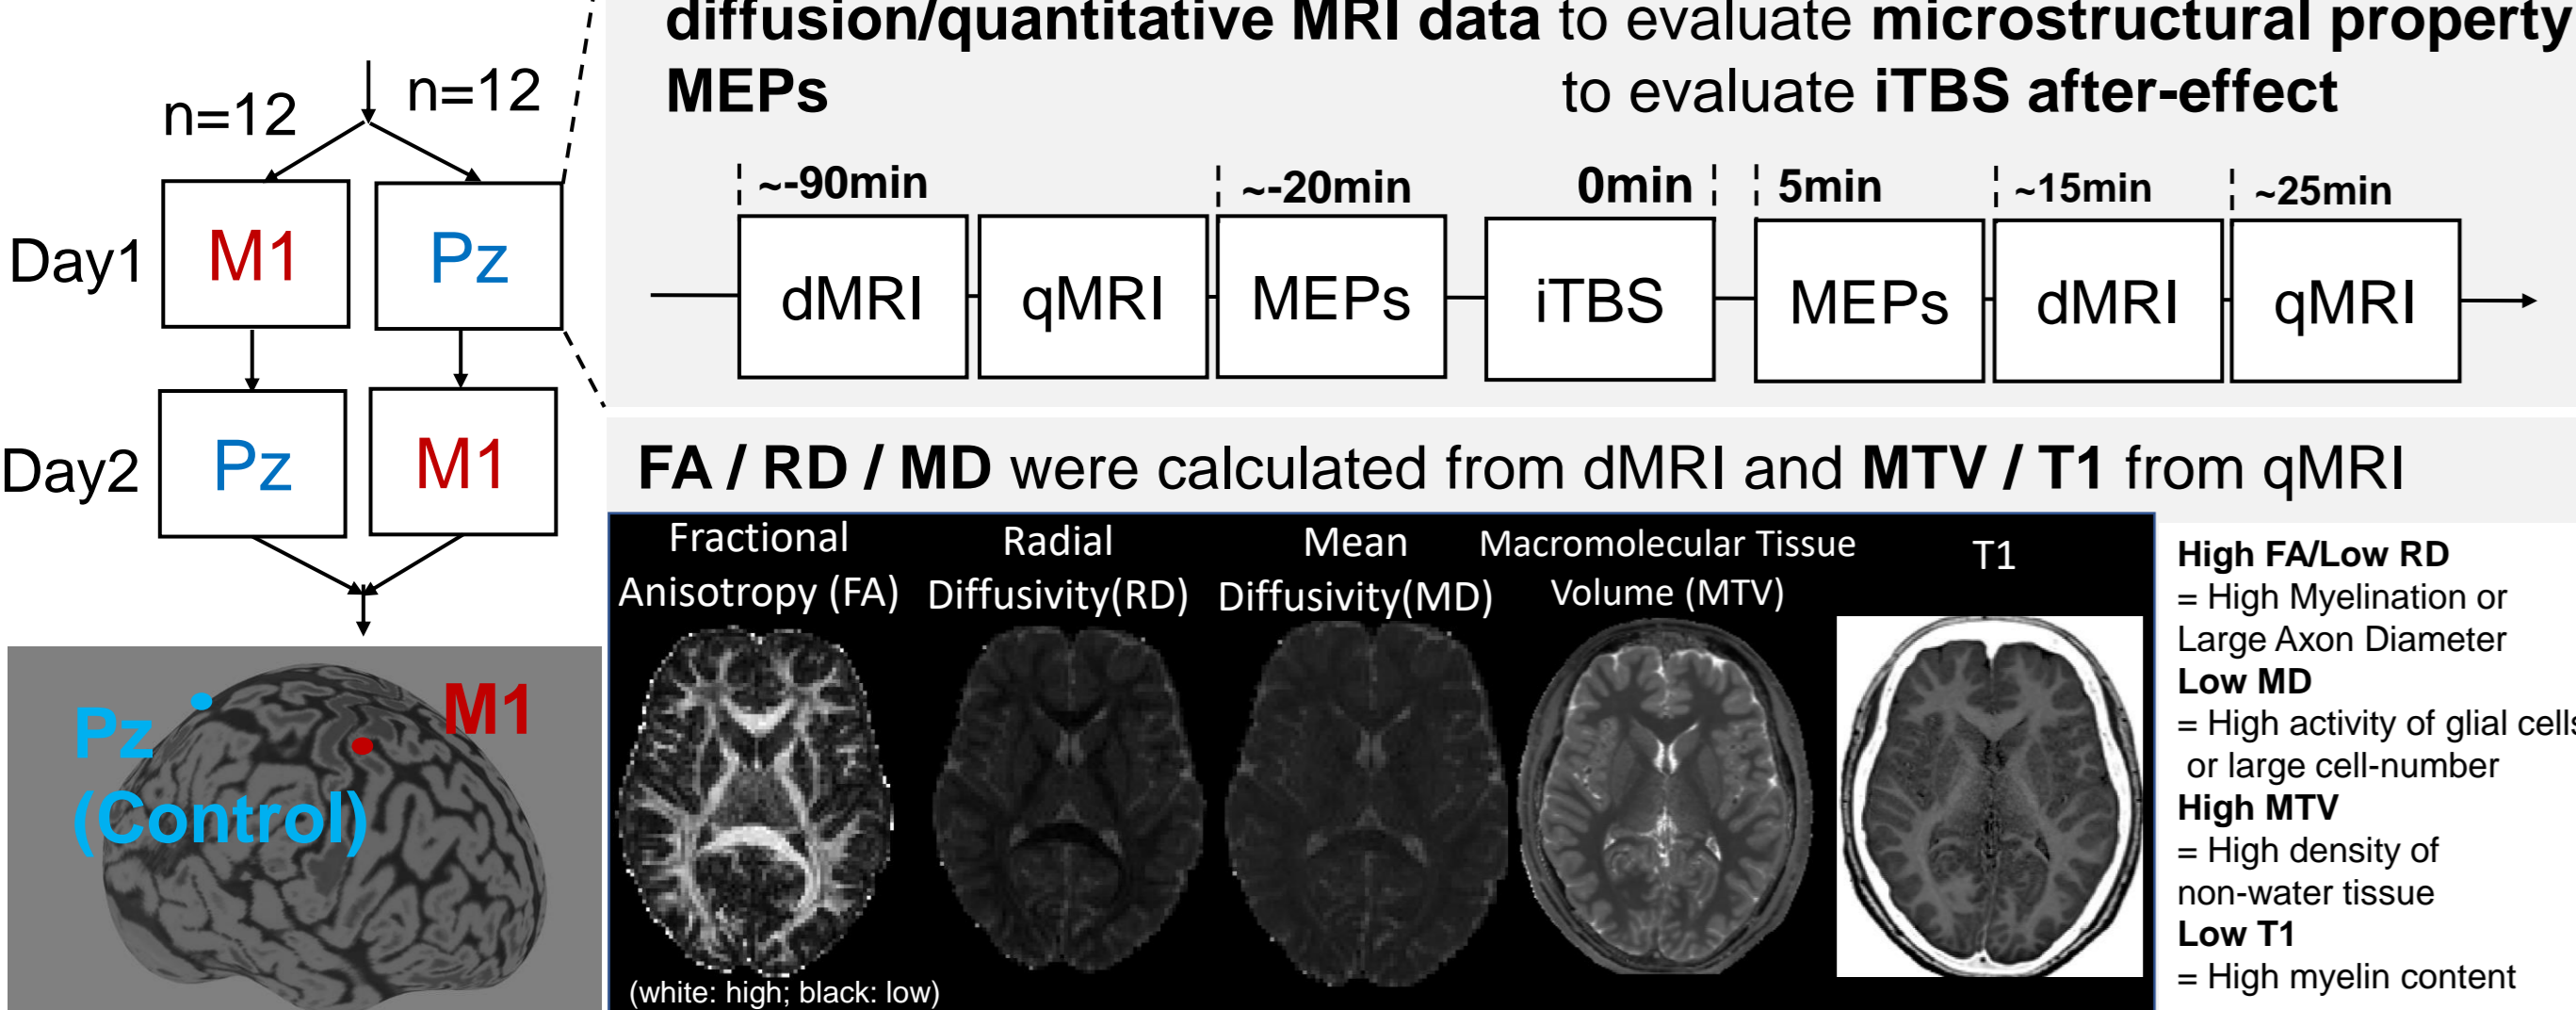 diffusion/quantitative MRI data to evaluate microstructural property
MEPs to evaluate iTBS after-effect
n=12 n=12
Day1 M1 Pz
Day2 Pz M1
~-90min ~-20min 0min 5min ~15min ~25min
dMRI qMRI MEPs iTBS MEPs dMRI qMRI
FA / RD / MD were calculated from dMRI and MTV / T1 from qMRI
Pz
(Control)
M1
Fractional
Anisotropy (FA)
Radial
Diffusivity(RD)
Mean
Diffusivity(MD)
Macromolecular Tissue
Volume (MTV)
T1
(white: high; black: low)
High FA/Low RD
= High Myelination or
Large Axon Diameter
Low MD
= High activity of glial cells
or large cell-number
High MTV
= High density of
non-water tissue
Low T1
= High myelin content